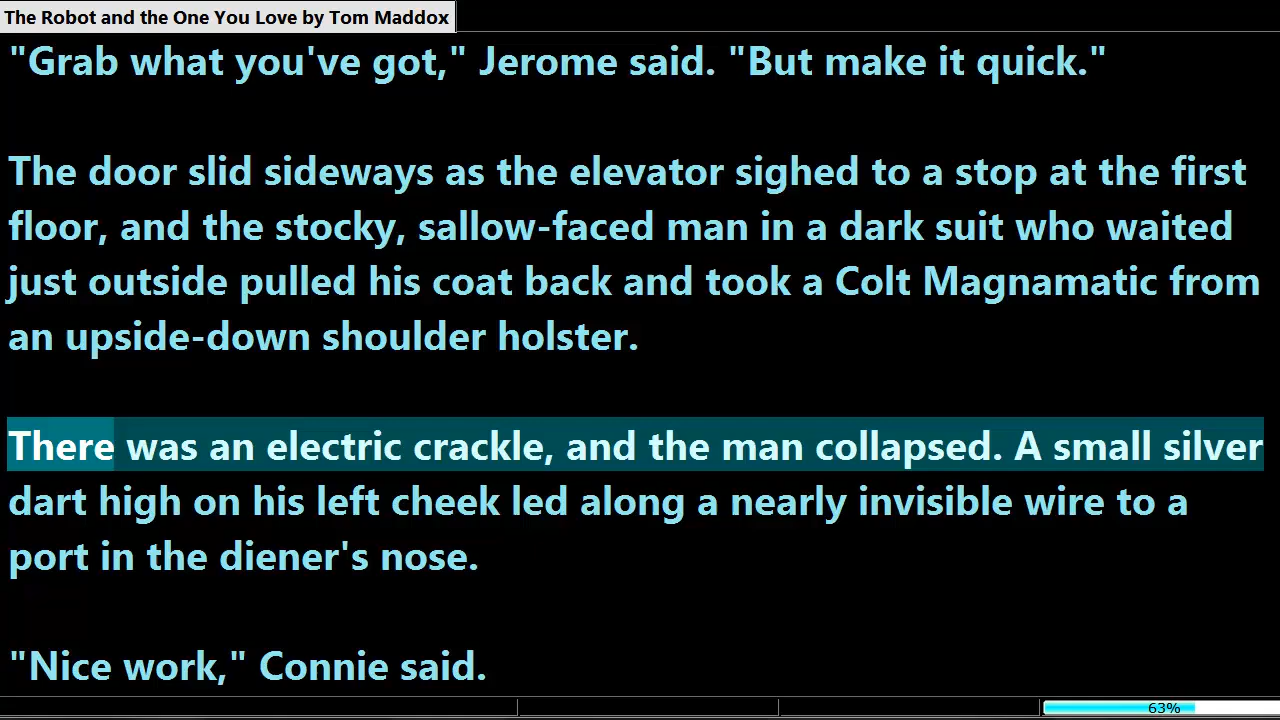 The Robot and the One You Love by Tom Maddox
"Grab what you've got," Jerome said. "But make it quick."
The door slid sideways as the elevator sighed to a stop at the first
floor, and the stocky, sallow-faced man in a dark suit who waited
just outside pulled his coat back and took a Colt Magnamatic from
an upside-down shoulder holster.
There was an electric crackle, and the man collapsed. A small silver
dart high on his left cheek led along a nearly invisible wire to a
port in the diener's nose.
"Nice work," Connie said.
63%